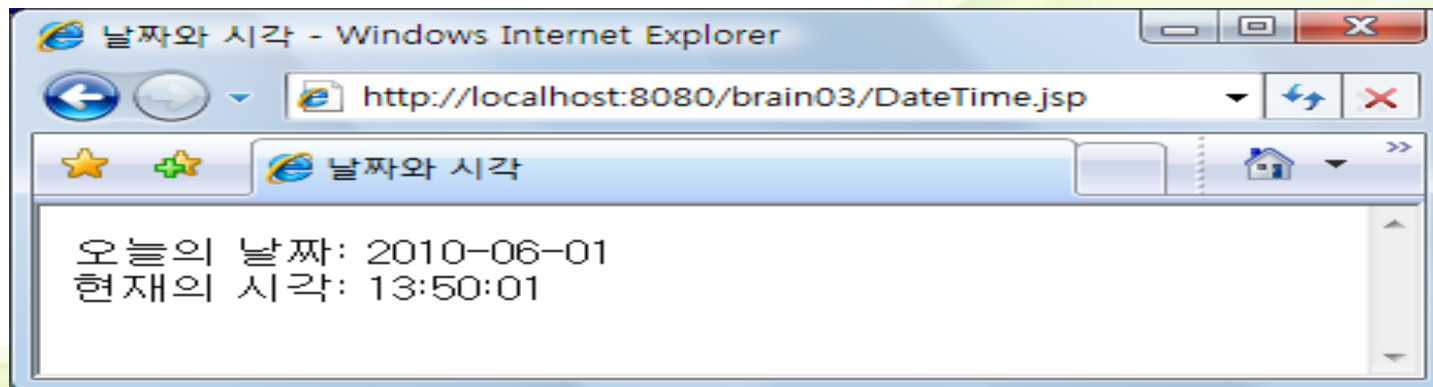 날짜와 시각 - Windows Internet Explorer
http://localhost:8080/brain03/DateTime.jsp
날짜와 시각
오늘의 날짜: 2010-06-01
현재의 시각: 13:50:01